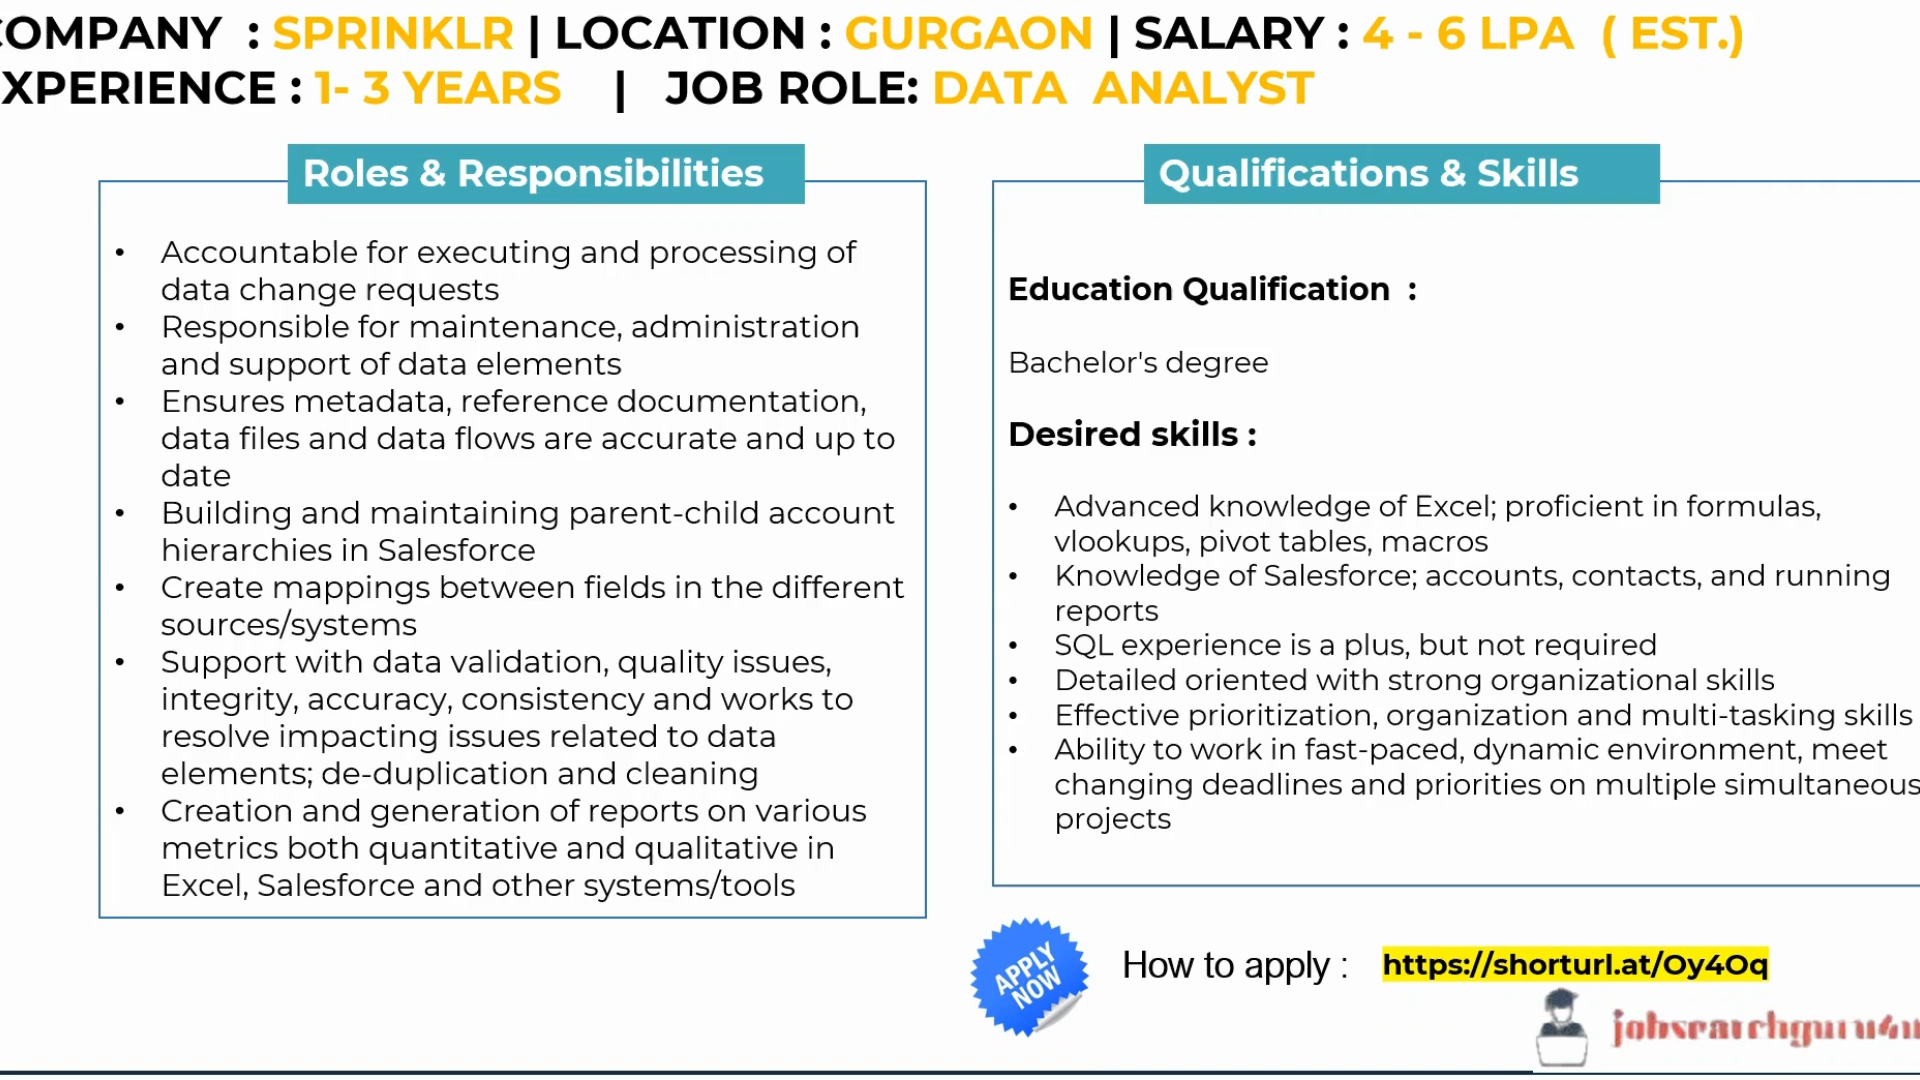 COMPANY : SPRINKLR | LOCATION : GURGAON | SALARY : 4 - 6 LPA ( EST.)
XPERIENCE : 1- 3 YEARS | JOB ROLE: DATA ANALYST
Roles & Responsibilities
• Accountable for executing and processing of
data change requests
• Responsible for maintenance, administration
and support of data elements
• Ensures metadata, reference documentation,
data files and data flows are accurate and up to
date
• Building and maintaining parent-child account
hierarchies in Salesforce
• Create mappings between fields in the different
sources/systems
• Support with data validation, quality issues,
integrity, accuracy, consistency and works to
resolve impacting issues related to data
elements; de-duplication and cleaning
• Creation and generation of reports on various
metrics both quantitative and qualitative in
Excel, Salesforce and other systems/tools
Qualifications & Skills
Education Qualification :
Bachelor's degree
Desired skills :
• Advanced knowledge of Excel; proficient in formulas,
vlookups, pivot tables, macros
• Knowledge of Salesforce; accounts, contacts, and running
reports
• SQL experience is a plus, but not required
• Detailed oriented with strong organizational skills
• Effective prioritization, organization and multi-tasking skills
• Ability to work in fast-paced, dynamic environment, meet
changing deadlines and priorities on multiple simultaneous
projects
APPLY
NOW
How to apply : https://shorturl.at/Oy4Oq